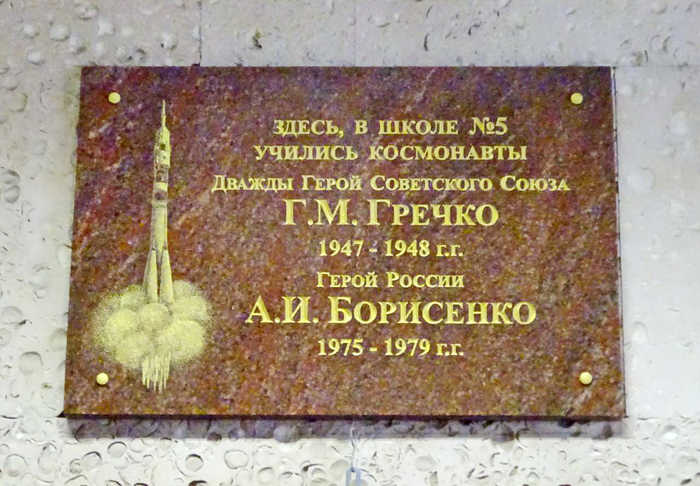 ЗДЕСЬ, В ШКОЛЕ №5
УЧИЛИСЬ КОСМОНАВТЫ
ДВАЖДЫ ГЕРОЙ СОВЕТСКОГО СОЮЗА
Г.М. ГРЕЧКО
1947 - 1948 г.г.
ГЕРОЙ РОССИИ
А.И. БОРИСЕНКО
1975 - 1979 г.г.